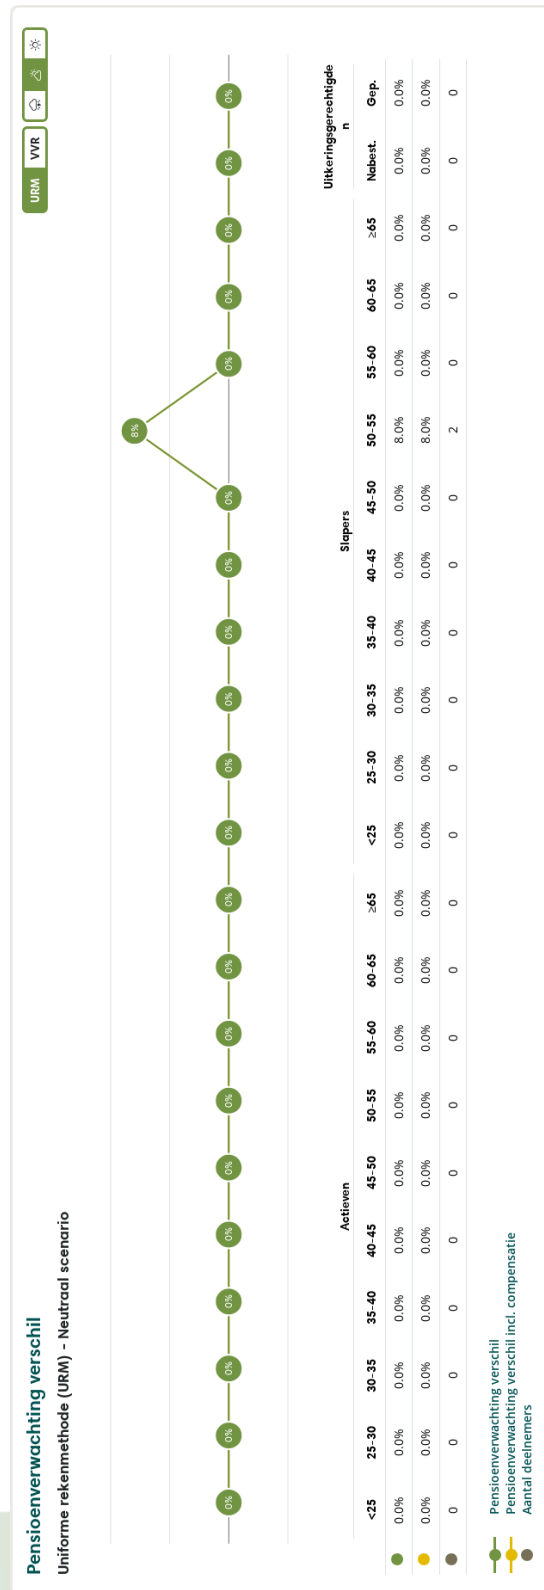 Pensioenverwachting verschil
URM VVR
Uniforme rekenmethode (URM) - Neutraal scenario
0% 0% 0% 0% 0% 0% 0% 0% 0% 0% 0% 0% 0% 0% 0% 0% 8% 0% 0% 0% 0% 0%
Actieven Slapers Uitkeringsgerechtigde
n
<25 25-30 30-35 35-40 40-45 45-50 50-55 55-60 60-65 ≥65 <25 25-30 30-35 35-40 40-45 45-50 50-55 55-60 60-65 ≥65 Nabest. Gep.
0.0% 0.0% 0.0% 0.0% 0.0% 0.0% 0.0% 0.0% 0.0% 0.0% 0.0% 0.0% 0.0% 0.0% 0.0% 0.0% 8.0% 0.0% 0.0% 0.0% 0.0% 0.0%
0.0% 0.0% 0.0% 0.0% 0.0% 0.0% 0.0% 0.0% 0.0% 0.0% 0.0% 0.0% 0.0% 0.0% 0.0% 0.0% 8.0% 0.0% 0.0% 0.0% 0.0% 0.0%
0 0 0 0 0 0 0 0 0 0 0 0 0 0 0 0 2 0 0 0 0 0
Pensioenverwachting verschil
Pensioenverwachting verschil incl. compensatie
Aantal deelnemers